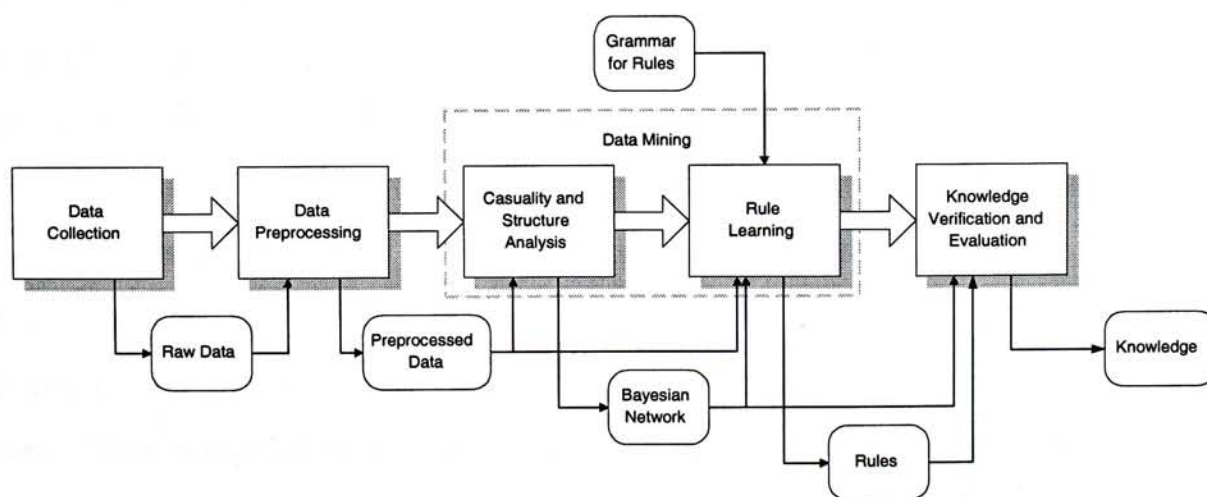 Grammar
for Rules
Data Mining
Data
Collection
Data
Preprocessing
Casuality and
Structure
Analysis
Rule
Learning
Knowledge
Verification and
Evaluation
Raw Data
Preprocessed
Data
Bayesian
Network
Rules
Knowledge